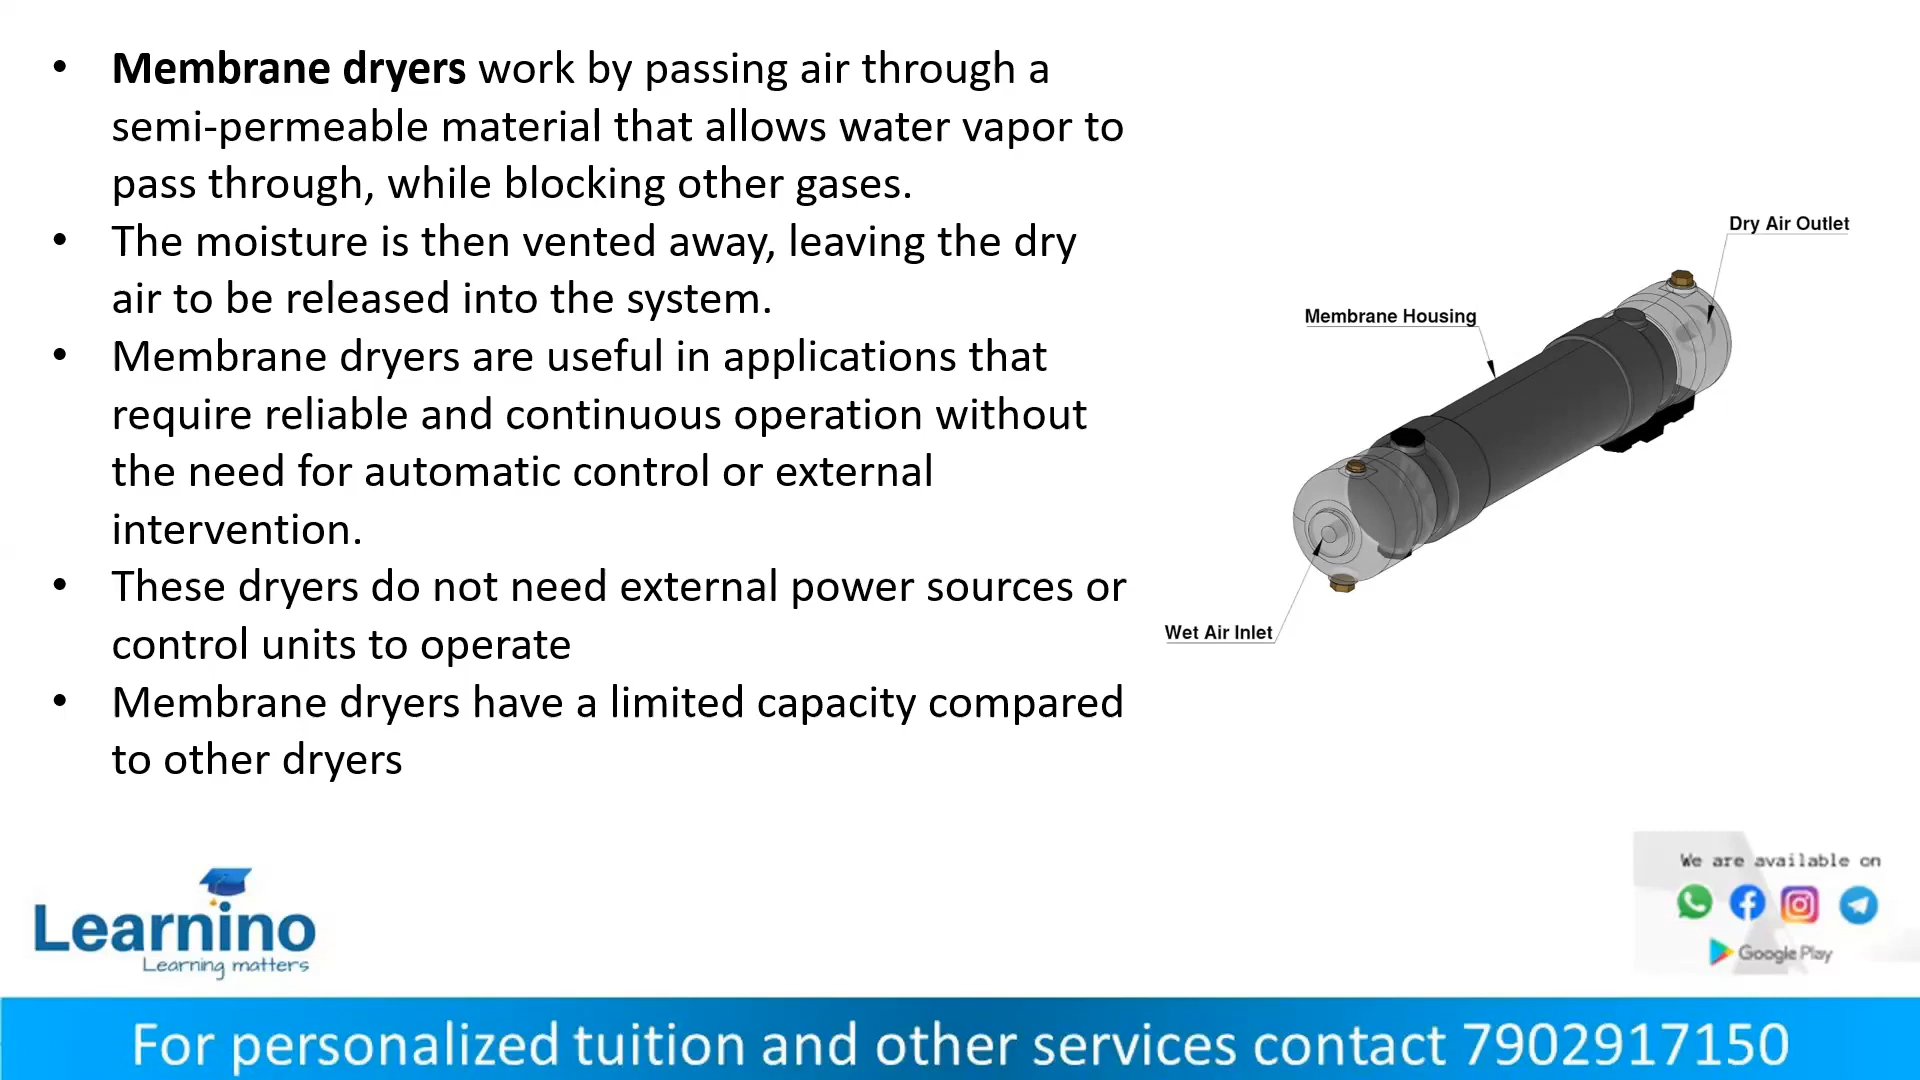 • Membrane dryers work by passing air through a
semi-permeable material that allows water vapor to
pass through, while blocking other gases.
• The moisture is then vented away, leaving the dry
air to be released into the system.
• Membrane dryers are useful in applications that
require reliable and continuous operation without
the need for automatic control or external
intervention.
• These dryers do not need external power sources or
control units to operate
• Membrane dryers have a limited capacity compared
to other dryers
Dry Air Outlet
Membrane Housing
Wet Air Inlet
Learnino
Learning matters
We are available on
Google Play
For personalized tuition and other services contact 7902917150